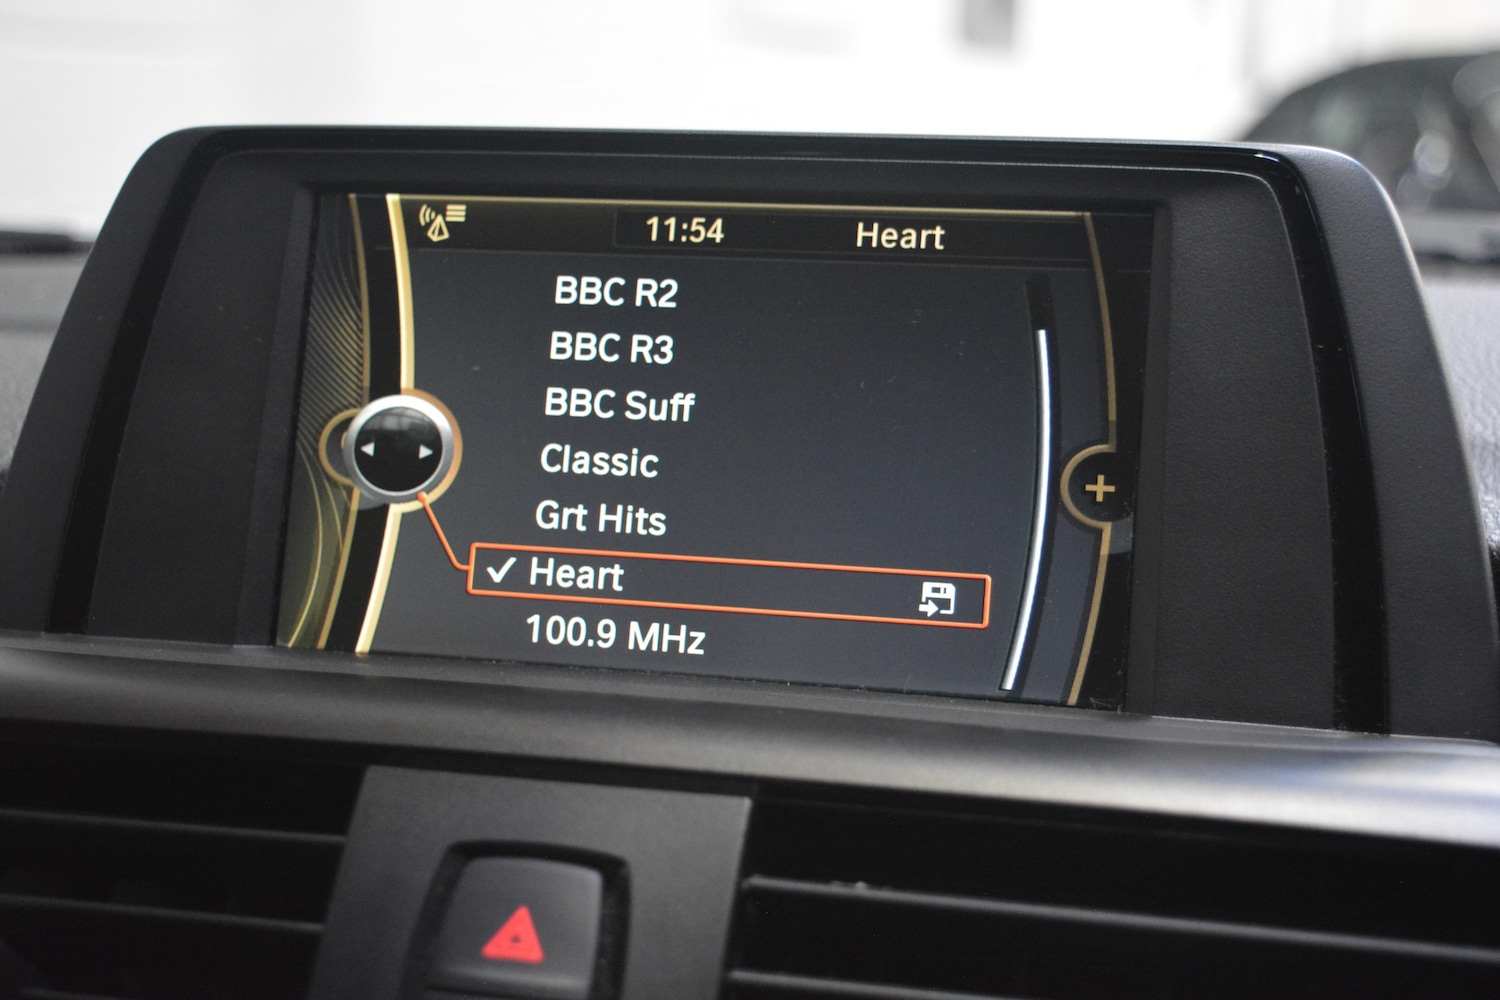 11:54 Heart
BBC R2
BBC R3
BBC Suff
Classic
Grt Hits
Heart
100.9 MHz